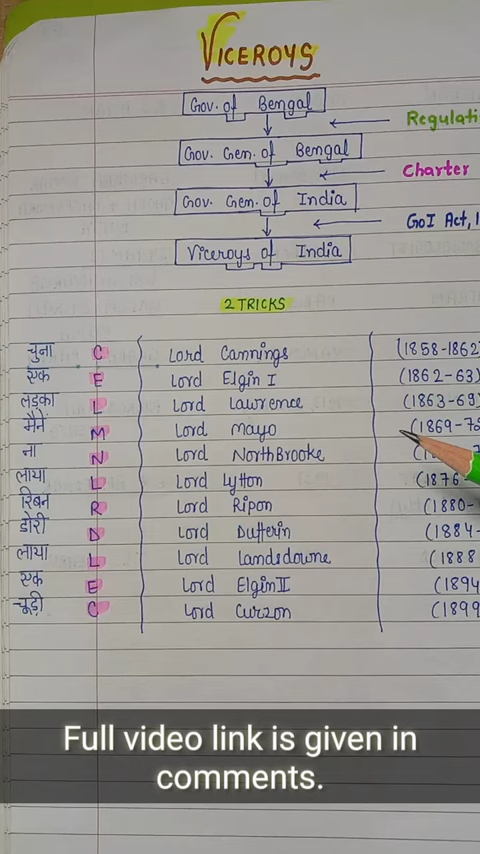 VICEROYS
Gov. of Bengal
Regulati
Gov. Gen. of Bengal
Charter
Gov. Gen. of India
GoI Act, 1
Viceroys of India
2 TRICKS
चुना C Lord Cannings (1858-1862)
एक E Lord Elgin I (1862-63)
लड़का L Lord Lawrence (1863-69)
मैंने M Lord Mayo (1869-72
ना N Lord NorthBrooke
लाया L Lord Lytton (1876-
रिबन R Lord Ripon (1880-
डोरी D Lord Dufferin (1884-
लाया L Lord Landsdowne (1888
एक E Lord Elgin II (1894
चूड़ी C Lord Curzon (1899
Full video link is given in
comments.